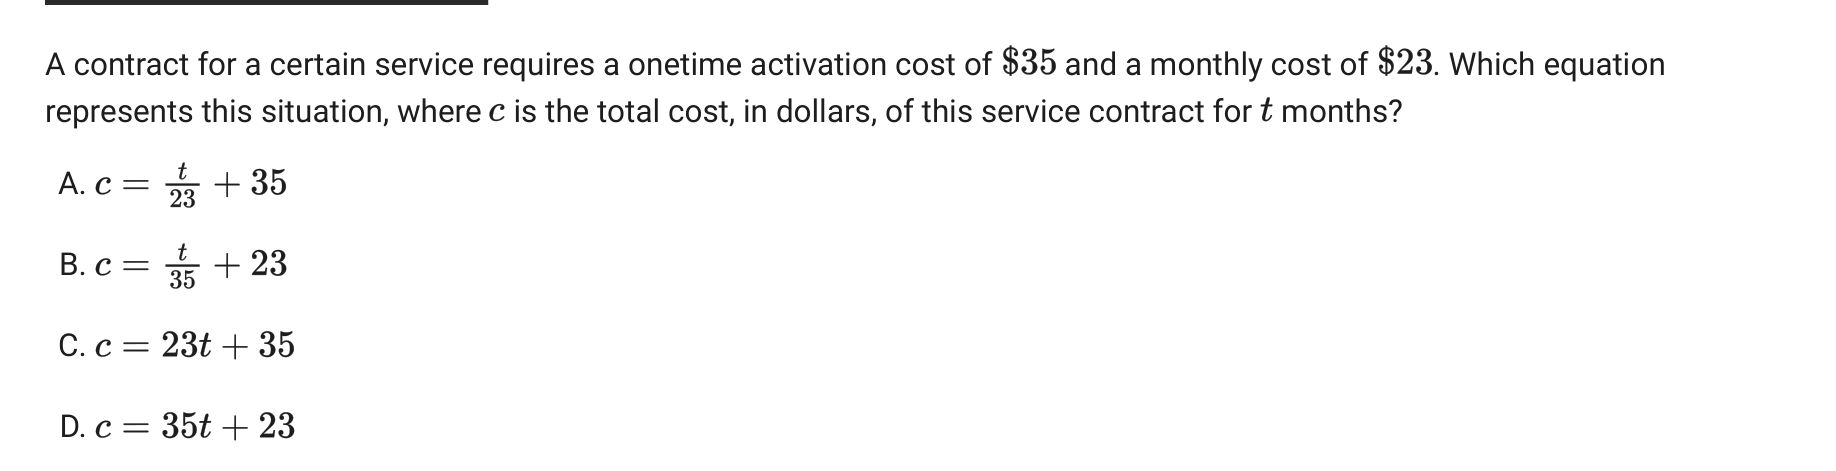 A contract for a certain service requires a onetime activation cost of $35 and a monthly cost of $23. Which equation
represents this situation, where c is the total cost, in dollars, of this service contract for t months?
A. c = t/23 + 35
B. c = t/35 + 23
C. c = 23t + 35
D. c = 35t + 23